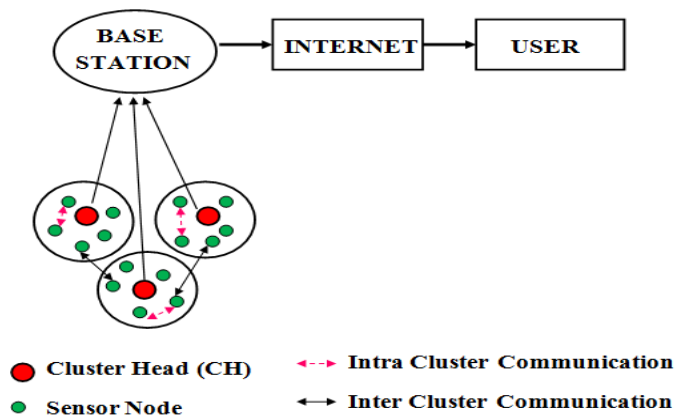 BASE
STATION
INTERNET
USER
Cluster Head (CH)
Intra Cluster Communication
Sensor Node
Inter Cluster Communication